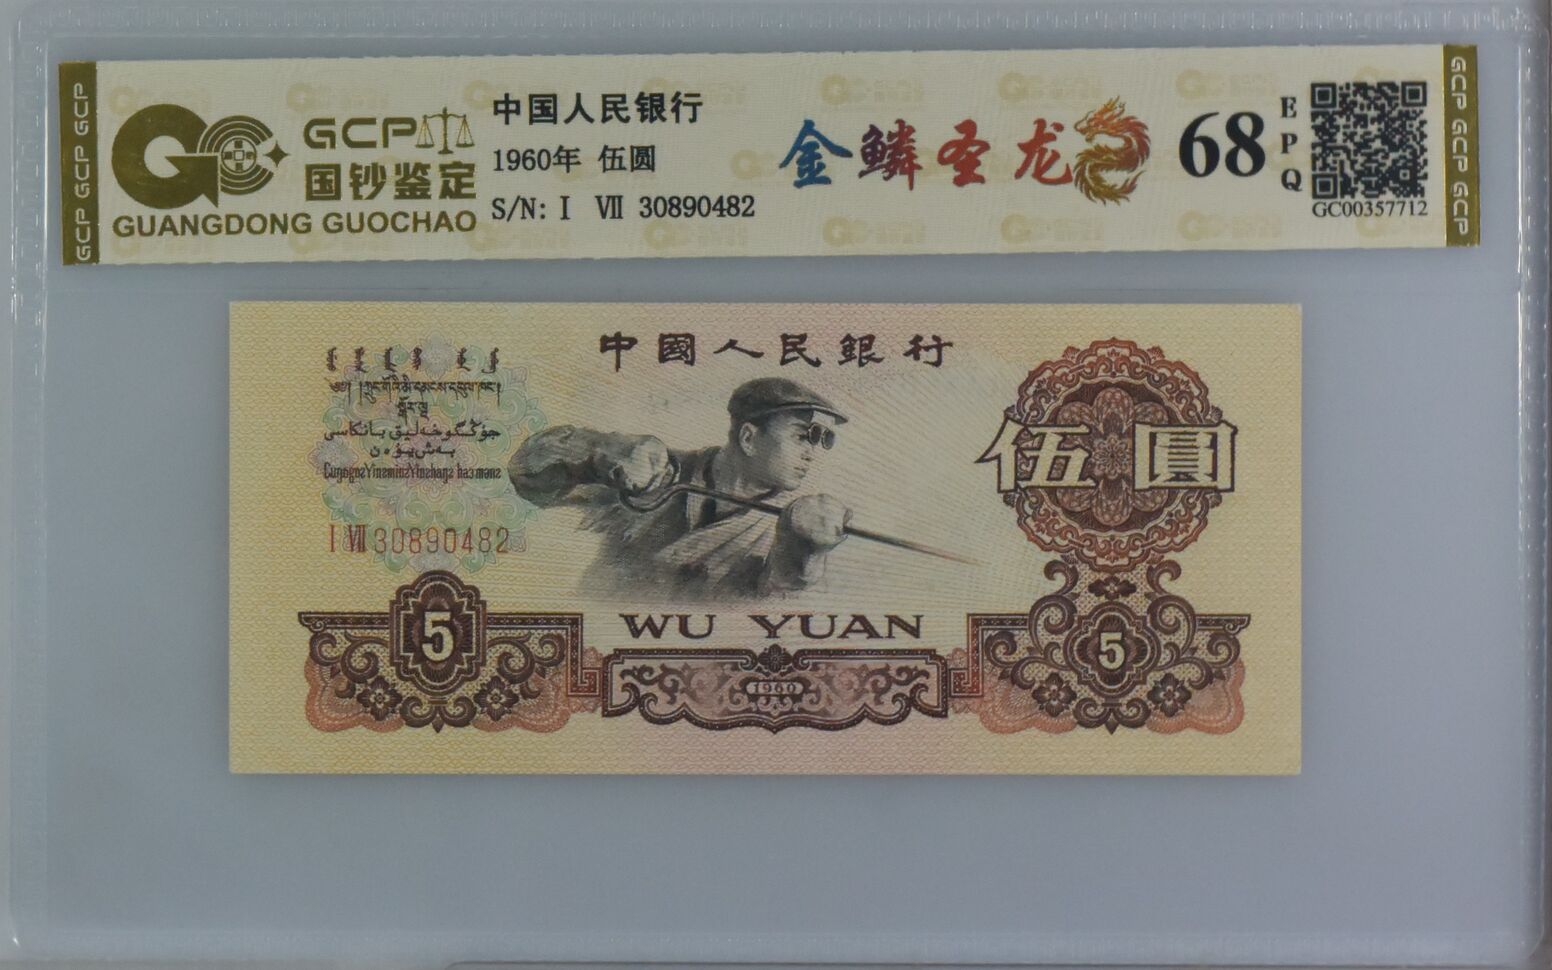 GCP GCP GCP
GCP
国钞鉴定
GUANGDONG GUOCHAO
中国人民银行
1960年 伍圆
S/N: I VII 30890482
金鳞圣龙
68
EPQ
GC00357712
GCP GCP GCP
中國人民銀行
伍圓
I VII 30890482
5
WU YUAN
1960
5